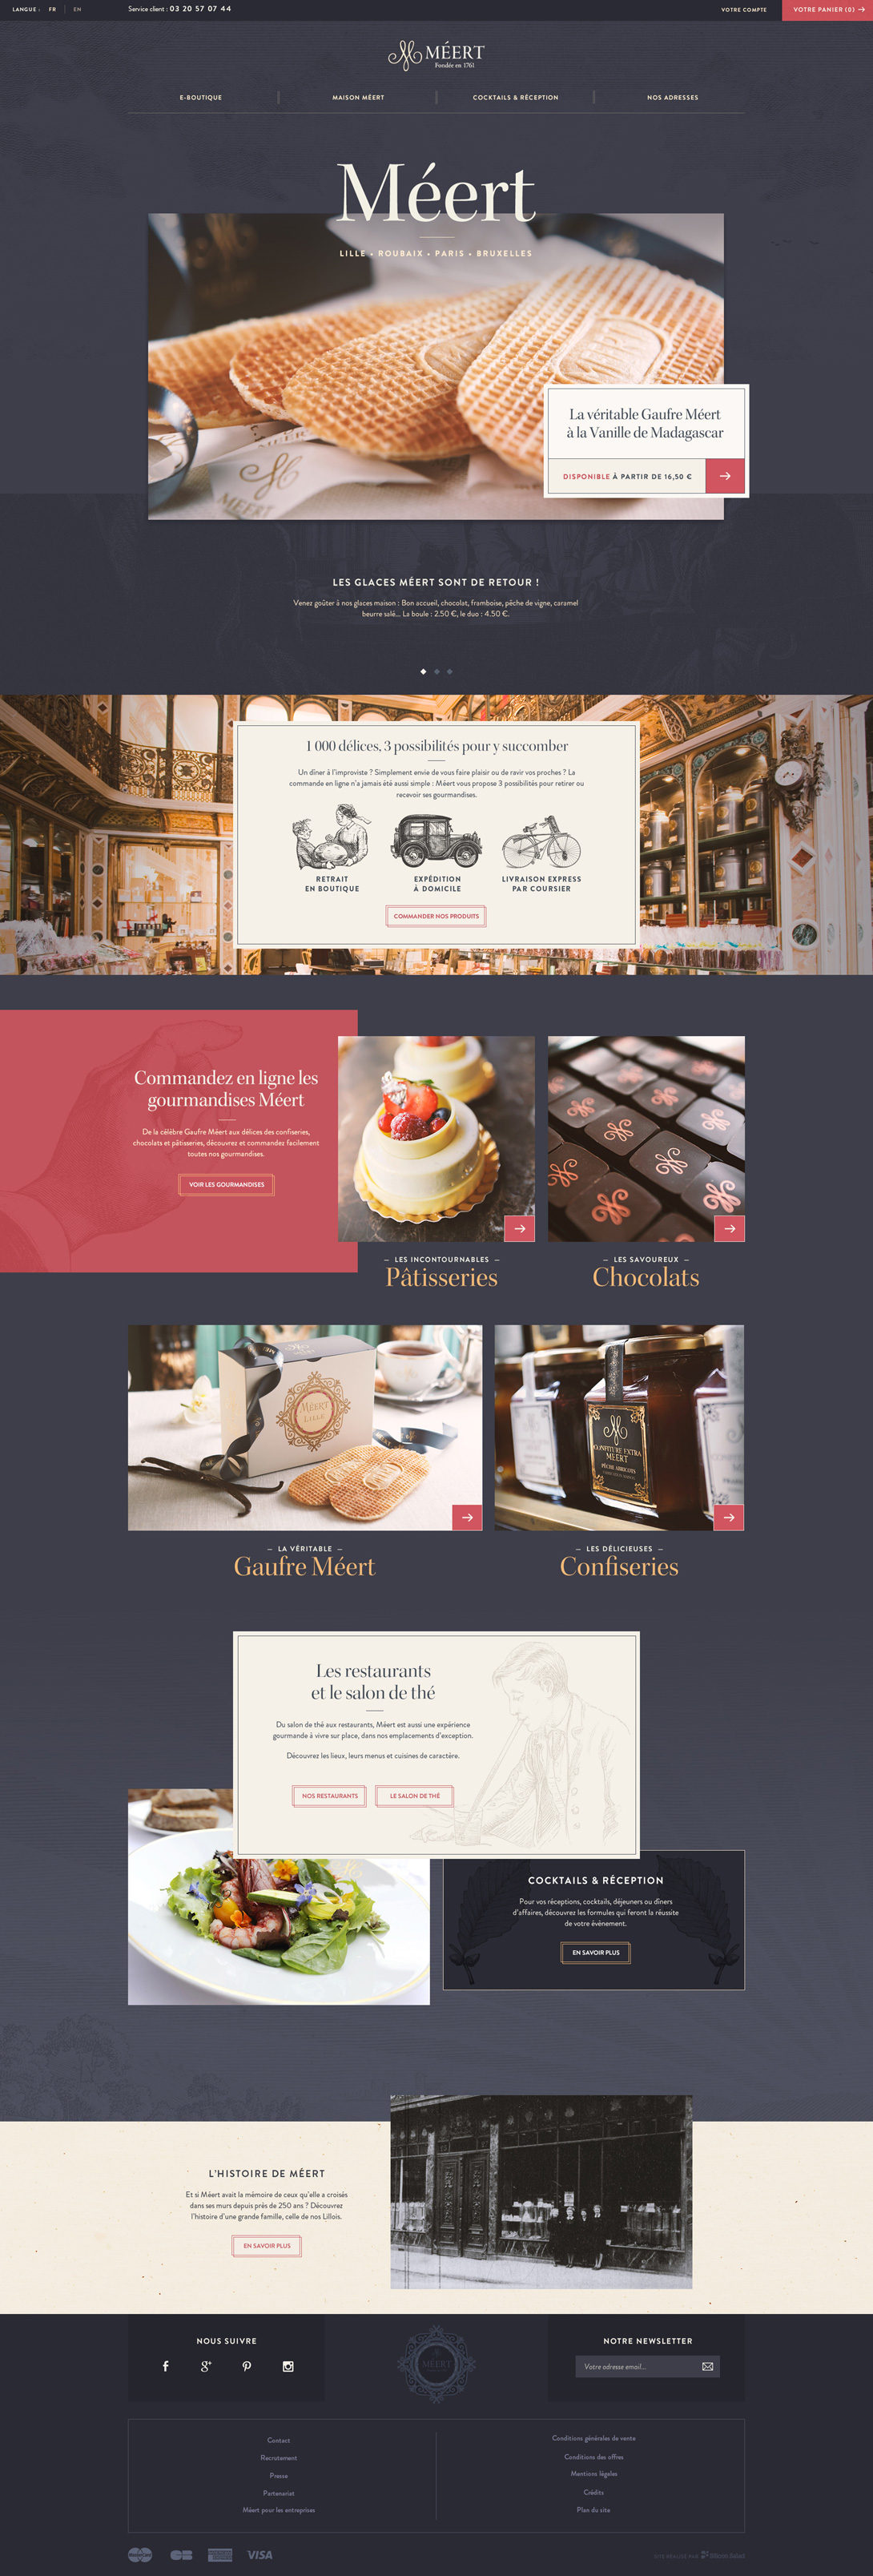 LANGUE : FR EN
Service client : 03 20 57 07 44
VOTRE COMPTE
VOTRE PANIER (0)
MÉERT
Fondée en 1761
E-BOUTIQUE
MAISON MÉERT
COCKTAILS & RÉCEPTION
NOS ADRESSES
Méert
LILLE • ROUBAIX • PARIS • BRUXELLES
La véritable Gaufre Méert
à la Vanille de Madagascar
DISPONIBLE À PARTIR DE 16,50 €
LES GLACES MÉERT SONT DE RETOUR !
Venez goûter à nos glaces maison : Bon accueil, chocolat, framboise, pêche de vigne, caramel
beurre salé... La boule : 2.50 €, le duo : 4.50 €.
1 000 délices, 3 possibilités pour y succomber
Un dîner à l'improviste ? Simplement envie de vous faire plaisir ou de ravir vos proches ? La
commande en ligne n'a jamais été aussi simple : Méert vous propose 3 possibilités pour retirer ou
recevoir ses gourmandises.
RETRAIT
EN BOUTIQUE
EXPÉDITION
À DOMICILE
LIVRAISON EXPRESS
PAR COURSIER
COMMANDER NOS PRODUITS
Commandez en ligne les
gourmandises Méert
De la célèbre Gaufre Méert aux délices des confiseries,
chocolats et pâtisseries, découvrez et commandez facilement
toutes nos gourmandises.
VOIR LES GOURMANDISES
– LES INCONTOURNABLES –
Pâtisseries
– LES SAVOUREUX –
Chocolats
MÉERT
LILLE
CONFITURE EXTRA
MEERT
PÊCHE ABRICOTS
– LA VÉRITABLE –
Gaufre Méert
– LES DÉLICIEUSES –
Confiseries
Les restaurants
et le salon de thé
Du salon de thé aux restaurants, Méert est aussi une expérience
gourmande à vivre sur place, dans nos emplacements d'exception.
Découvrez les lieux, leurs menus et cuisines de caractère.
NOS RESTAURANTS
LE SALON DE THÉ
COCKTAILS & RÉCEPTION
Pour vos réceptions, cocktails, déjeuners ou dîners
d'affaires, découvrez les formules qui feront la réussite
de votre évènement.
EN SAVOIR PLUS
L'HISTOIRE DE MÉERT
Et si Méert avait la mémoire de ceux qu'elle a croisés
dans ses murs depuis près de 250 ans ? Découvrez
l'histoire d'une grande famille, celle de nos Lillois.
EN SAVOIR PLUS
NOUS SUIVRE
MÉERT
NOTRE NEWSLETTER
Votre adresse email...
Contact
Recrutement
Presse
Partenariat
Méert pour les entreprises
Conditions générales de vente
Conditions des offres
Mentions légales
Crédits
Plan du site
MasterCard
CB
VISA
SITE RÉALISÉ PAR